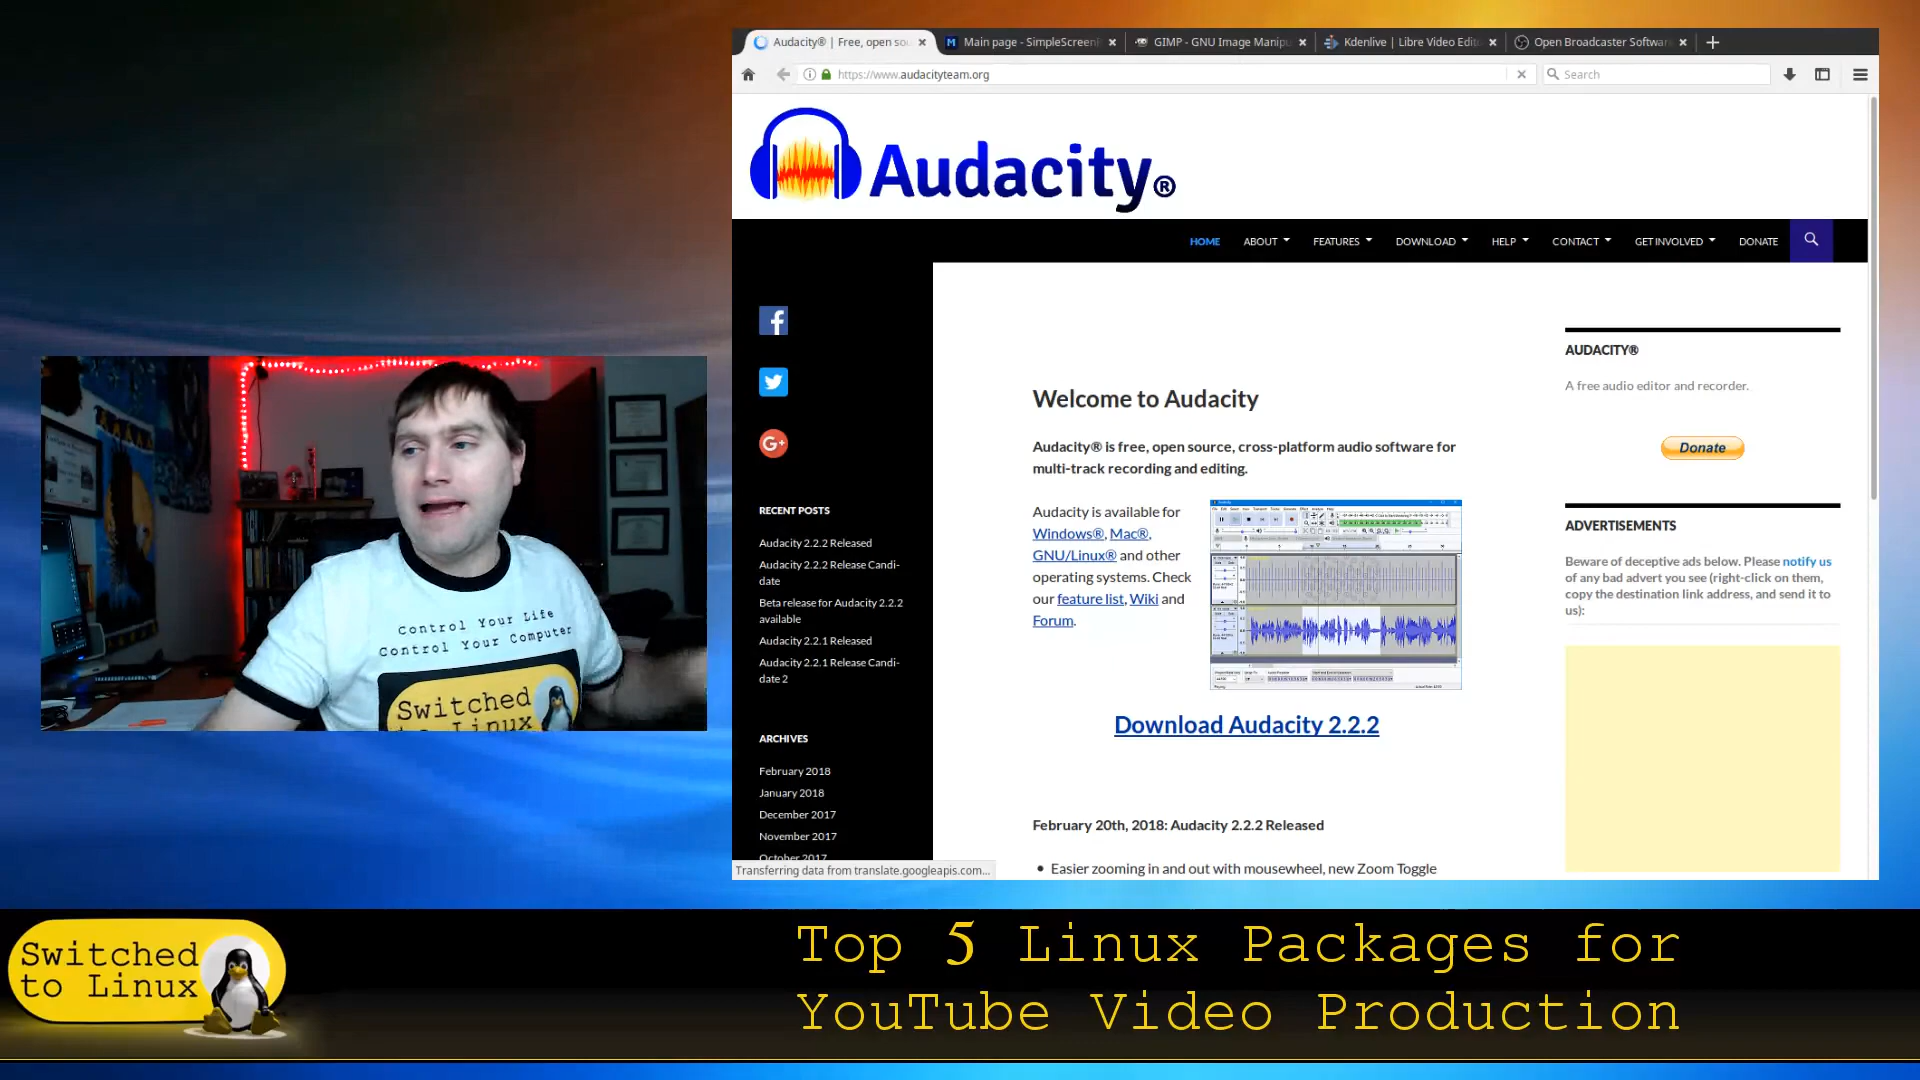 Audacity® | Free, open sou
Main page - SimpleScreenR
GIMP - GNU Image Manipu
Kdenlive | Libre Video Edit
Open Broadcaster Software
https://www.audacityteam.org
Search
Audacity®
HOME
ABOUT
FEATURES
DOWNLOAD
HELP
CONTACT
GET INVOLVED
DONATE
RECENT POSTS
Audacity 2.2.2 Released
Audacity 2.2.2 Release Candi-
date
Beta release for Audacity 2.2.2
available
Audacity 2.2.1 Released
Audacity 2.2.1 Release Candi-
date 2
ARCHIVES
February 2018
January 2018
December 2017
November 2017
October 2017
Transferring data from translate.googleapis.com...
Welcome to Audacity
Audacity® is free, open source, cross-platform audio software for
multi-track recording and editing.
Audacity is available for
Windows®, Mac®,
GNU/Linux® and other
operating systems. Check
our feature list, Wiki and
Forum.
Download Audacity 2.2.2
February 20th, 2018: Audacity 2.2.2 Released
• Easier zooming in and out with mousewheel, new Zoom Toggle
AUDACITY®
A free audio editor and recorder.
Donate
ADVERTISEMENTS
Beware of deceptive ads below. Please notify us
of any bad advert you see (right-click on them,
copy the destination link address, and send it to
us):
Control Your Life
Control Your Computer
Switched
to Linux
Switched
to Linux
Top 5 Linux Packages for
YouTube Video Production